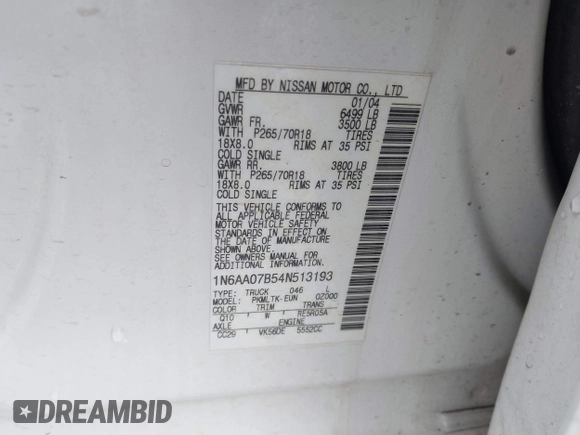 MFD BY NISSAN MOTOR CO., LTD
DATE 01/04
GVWR 6499 LB
GAWR FR. 3500 LB
WITH P265/70R18 TIRES
18X8.0 RIMS AT 35 PSI
COLD SINGLE
GAWR RR. 3800 LB
WITH P265/70R18 TIRES
18X8.0 RIMS AT 35 PSI
COLD SINGLE
THIS VEHICLE CONFORMS TO
ALL APPLICABLE FEDERAL
MOTOR VEHICLE SAFETY
STANDARDS IN EFFECT ON
THE DATE OF MANUFACTURE
SHOWN ABOVE.
SEE OWNERS MANUAL FOR
ADDITIONAL INFORMATION.
1N6AA07B54N513193
TYPE: TRUCK 046 L
MODEL: PKMLTK-EUN 0Z000
COLOR TRIM TRANS
Q10 W RE5R05A
AXLE ENGINE
CC29 VK56DE 5552CC
DREAMBID